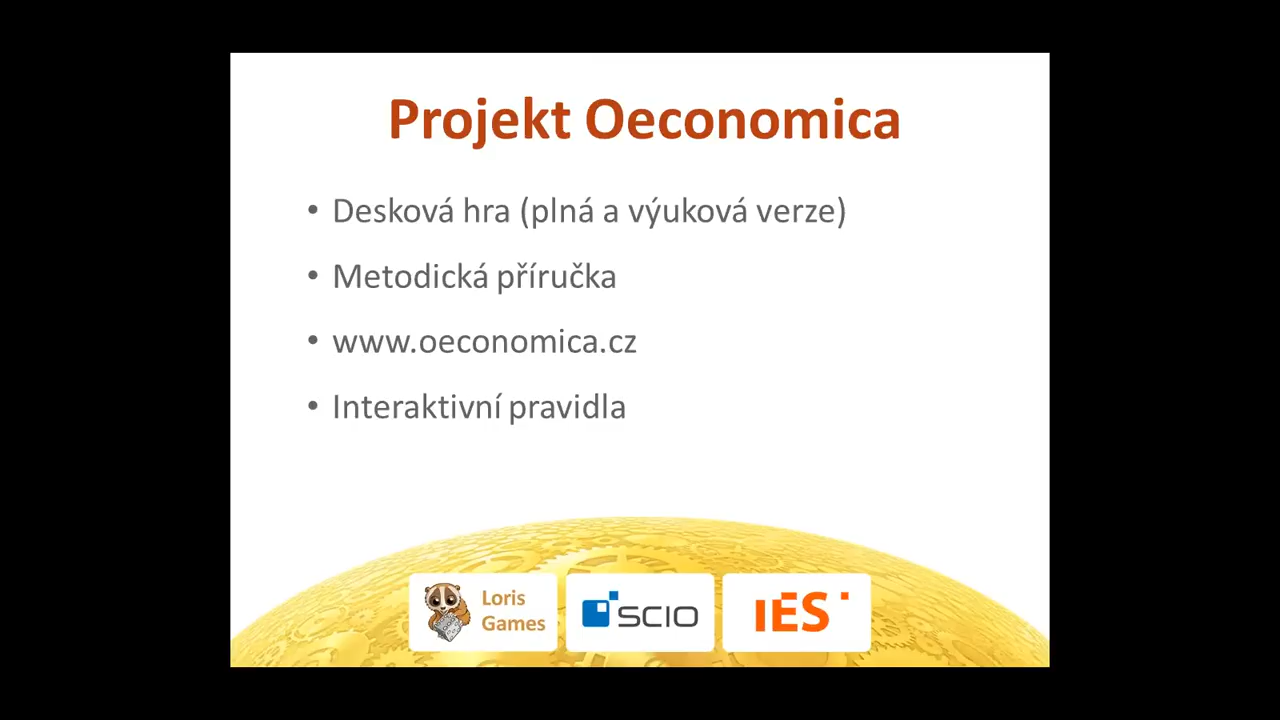 Projekt Oeconomica
• Desková hra (plná a výuková verze)
• Metodická příručka
• www.oeconomica.cz
• Interaktivní pravidla
Loris
Games
SCIO
IES